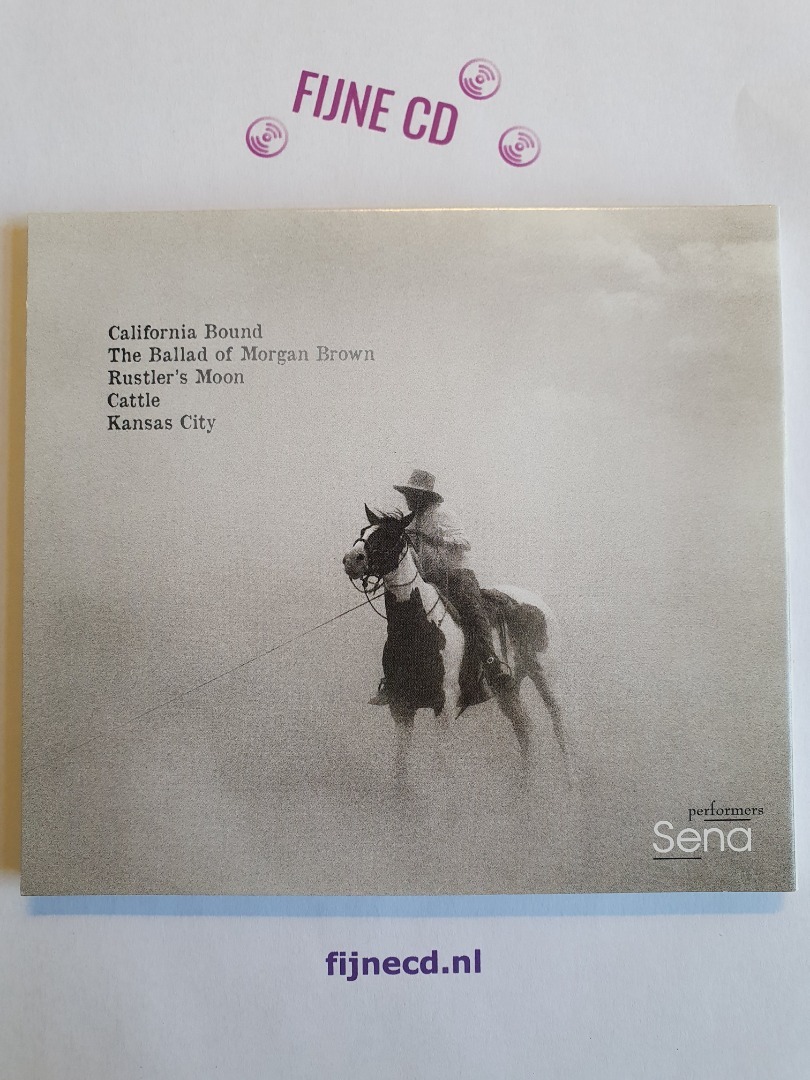 FIJNE CD
California Bound
The Ballad of Morgan Brown
Rustler's Moon
Cattle
Kansas City
performers
Sena
fijnecd.nl